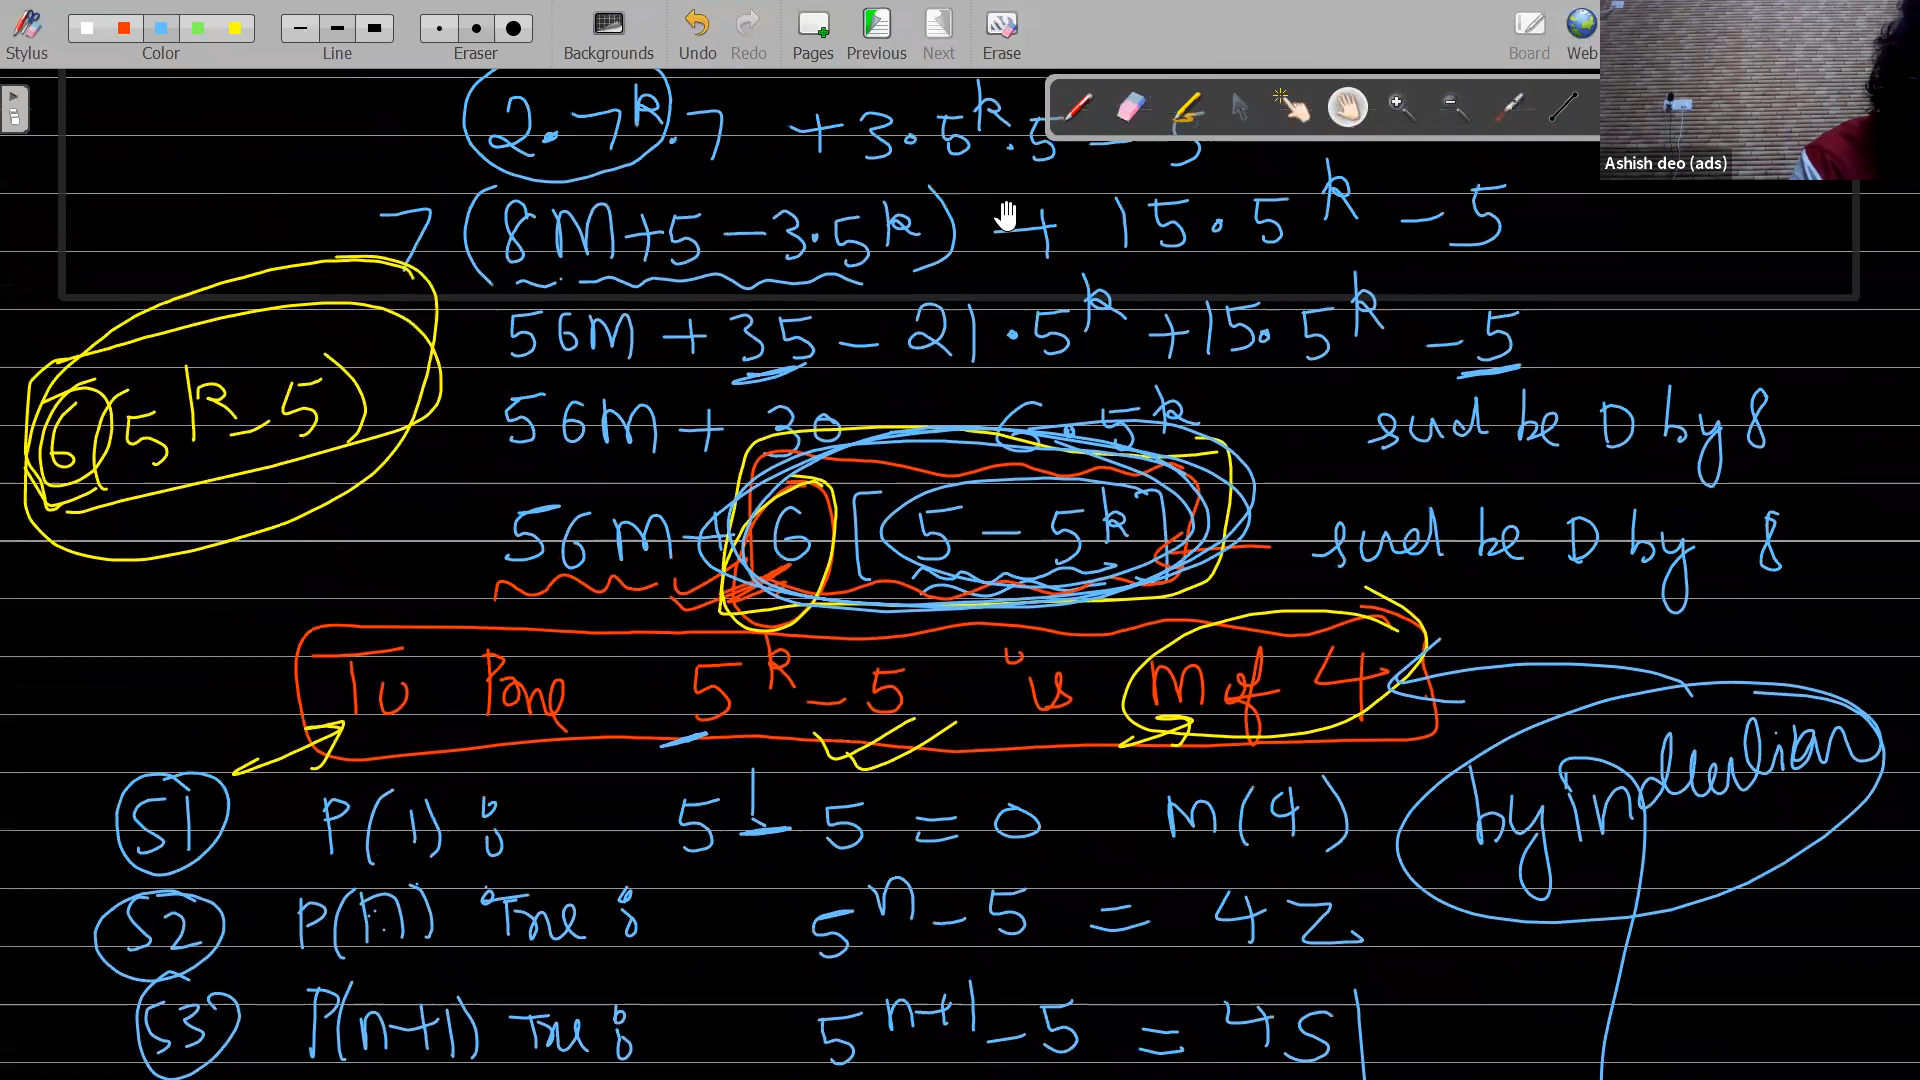 Stylus Color Line Eraser Backgrounds Undo Redo Pages Previous Next Erase Board Web
Ashish deo (ads)
2 · 7^k · 7 + 3 · 5^k · 5 - 5
7 (8M + 5 - 3 · 5^k) + 15 · 5^k - 5
56M + 35 - 21 · 5^k + 15 · 5^k - 5
56M + 30 6 · 5^k be D by 8
6 (5^k - 5)
56M + 6 [5 - 5^k] be D by 8
To 5^k - 5 is M of 4
by Induction
S1 P(1) : 5^1 - 5 = 0 M(4)
S2 P(n) True : 5^n - 5 = 4Z
S3 P(n+1) True : 5^n+1 - 5 = 4S